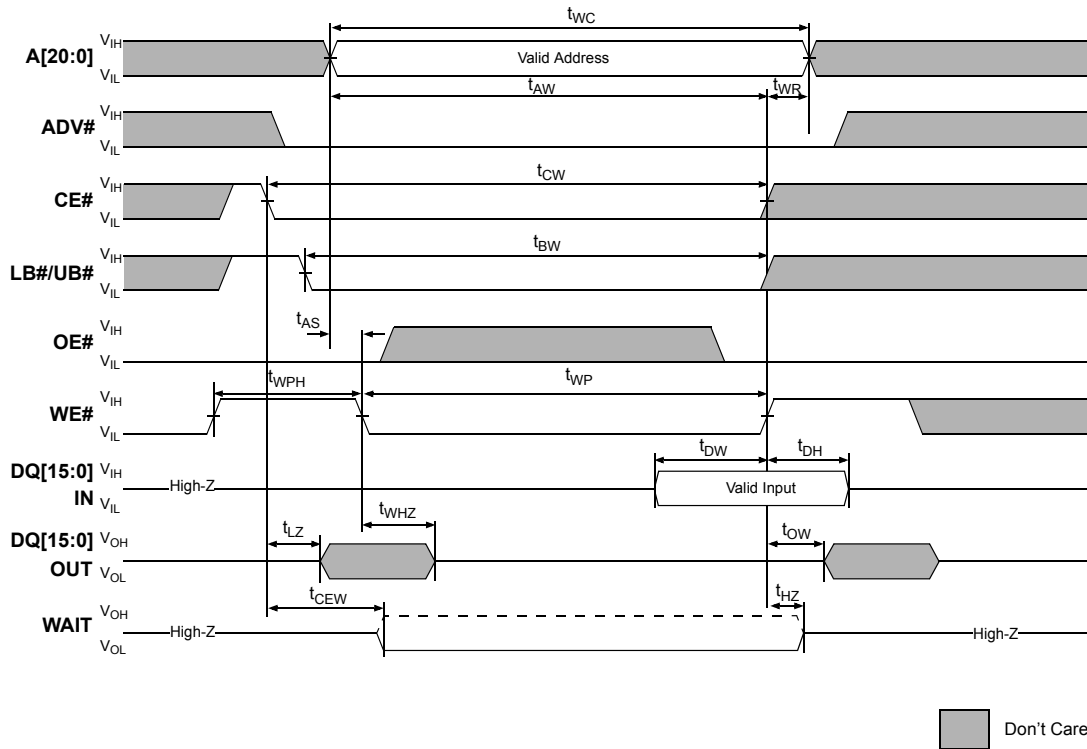 tWC
A[20:0] VIH
VIL
Valid Address
tAW
tWR
ADV# VIH
VIL
tCW
CE# VIH
VIL
tBW
LB#/UB# VIH
VIL
tAS
OE# VIH
VIL
tWPH
tWP
WE# VIH
VIL
tDW
tDH
DQ[15:0] VIH
IN VIL
High-Z
Valid Input
tWHZ
tLZ
tOW
DQ[15:0] VOH
OUT VOL
tCEW
tHZ
WAIT VOH
VOL
High-Z
High-Z
Don't Care